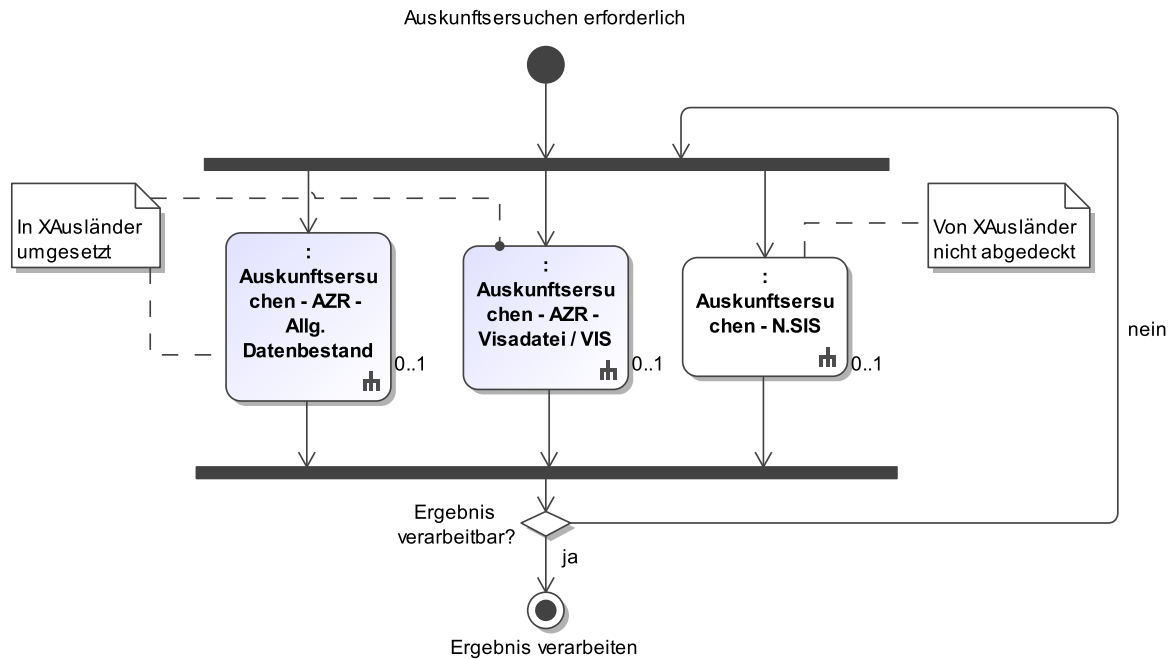 Auskunftsersuchen erforderlich
In XAusländer
umgesetzt
Von XAusländer
nicht abgedeckt
:
Auskunftsersu
chen - AZR -
Allg.
Datenbestand
0..1
:
Auskunftsersu
chen - AZR -
Visadatei / VIS
0..1
:
Auskunftsersu
chen - N.SIS
0..1
nein
Ergebnis
verarbeitbar?
ja
Ergebnis verarbeiten